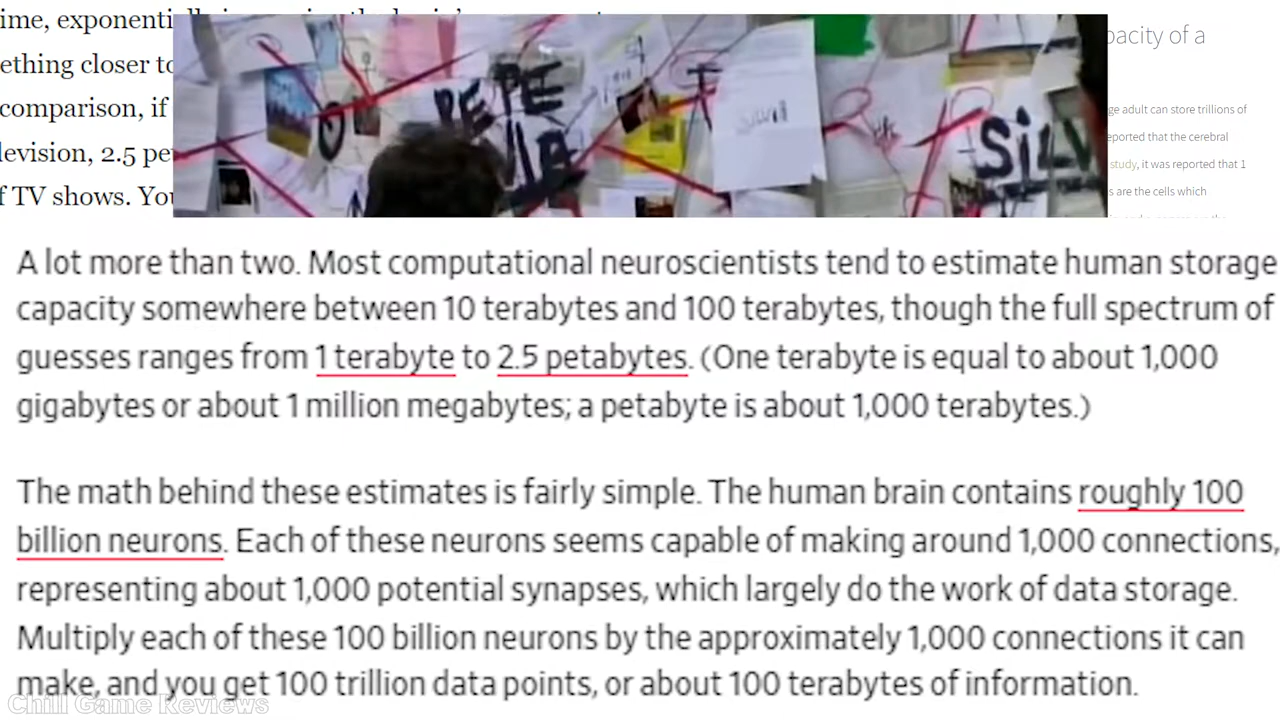 ime, exponenti
ething closer to
comparison, if
levision, 2.5 pe
f TV shows. You
PEPE
SILV
pacity of a
ge adult can store trillions of
eported that the cerebral
study, it was reported that 1
s are the cells which
A lot more than two. Most computational neuroscientists tend to estimate human storage
capacity somewhere between 10 terabytes and 100 terabytes, though the full spectrum of
guesses ranges from 1 terabyte to 2.5 petabytes. (One terabyte is equal to about 1,000
gigabytes or about 1 million megabytes; a petabyte is about 1,000 terabytes.)
The math behind these estimates is fairly simple. The human brain contains roughly 100
billion neurons. Each of these neurons seems capable of making around 1,000 connections,
representing about 1,000 potential synapses, which largely do the work of data storage.
Multiply each of these 100 billion neurons by the approximately 1,000 connections it can
make, and you get 100 trillion data points, or about 100 terabytes of information.
Chill Game Reviews